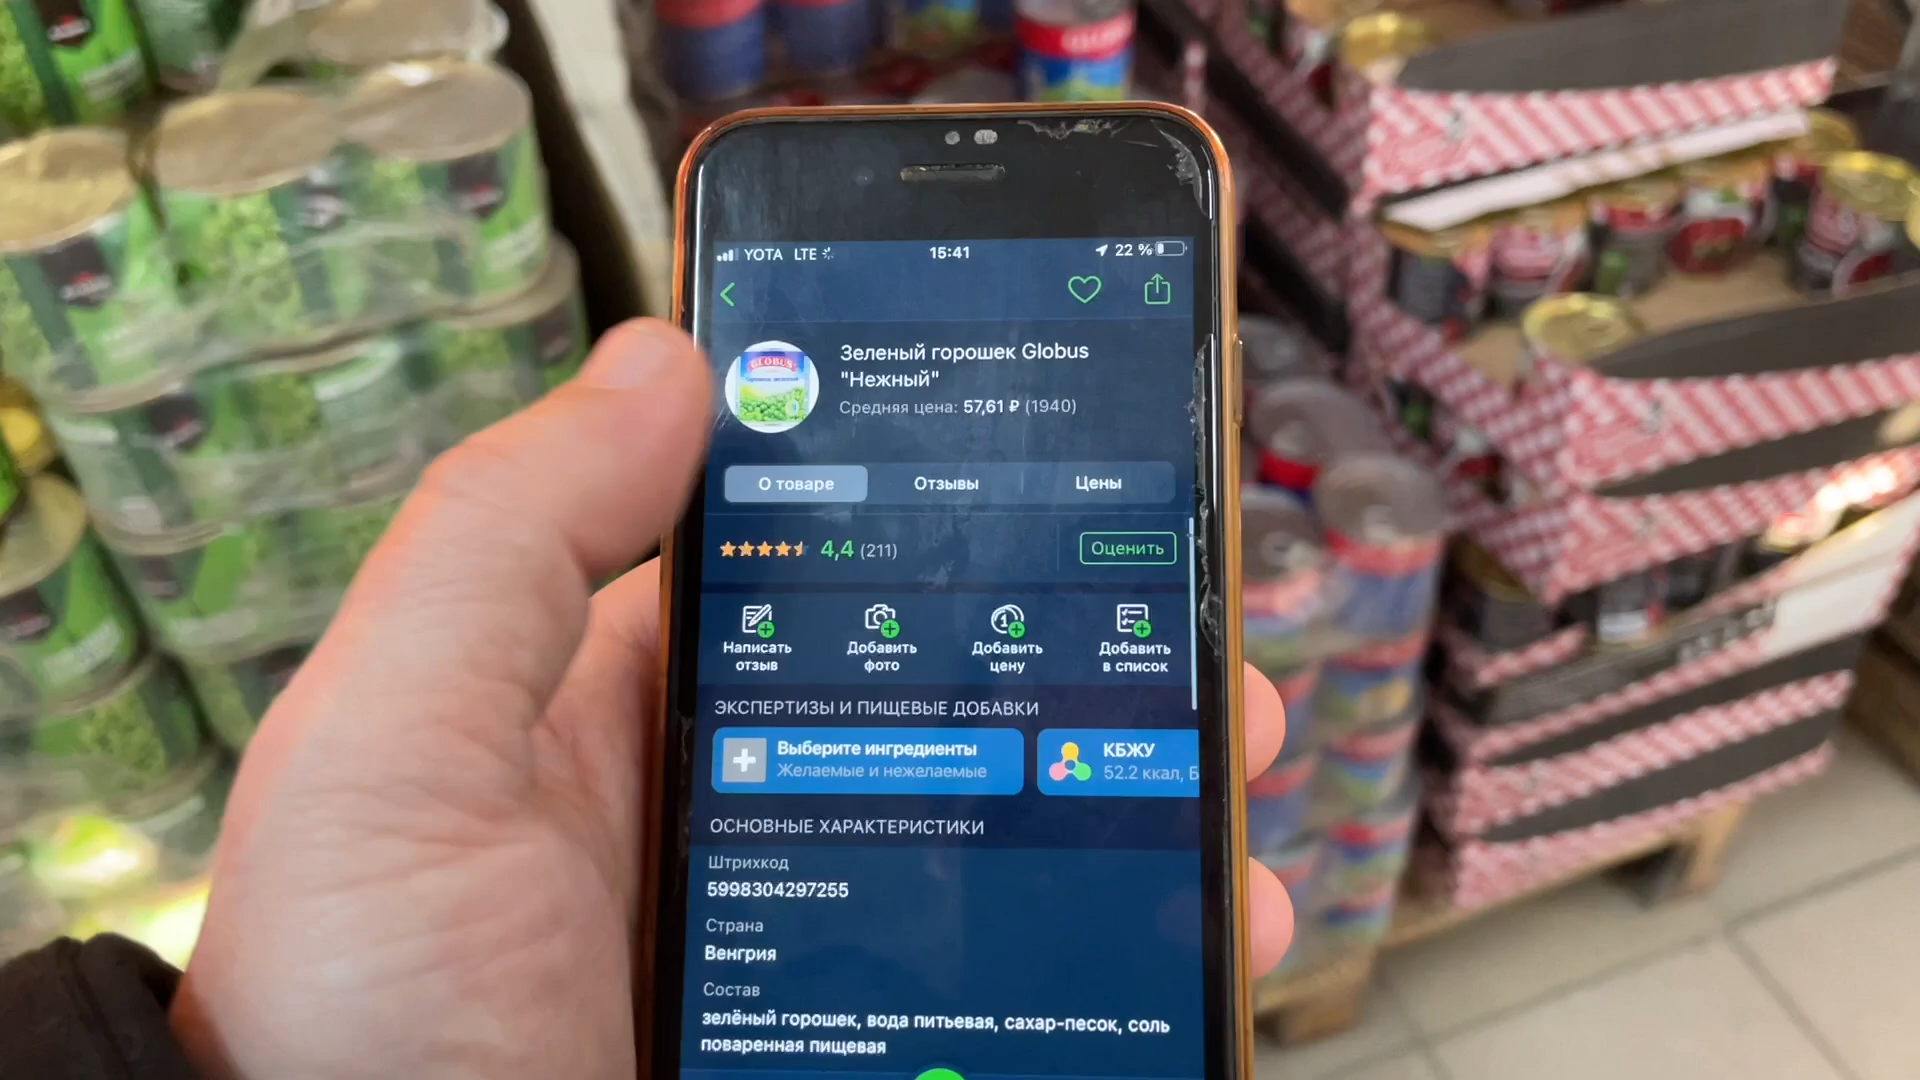 YOTA LTE 15:41 22 %
Зеленый горошек Globus
"Нежный"
Средняя цена: 57,61 ₽ (1940)
GLOBUS
О товаре Отзывы Цены
4,4 (211) Оценить
Написать отзыв
Добавить фото
Добавить цену
Добавить в список
ЭКСПЕРТИЗЫ И ПИЩЕВЫЕ ДОБАВКИ
Выберите ингредиенты
Желаемые и нежелаемые
КБЖУ
52.2 ккал, Б
ОСНОВНЫЕ ХАРАКТЕРИСТИКИ
Штрихкод
5998304297255
Страна
Венгрия
Состав
зелёный горошек, вода питьевая, сахар-песок, соль
поваренная пищевая